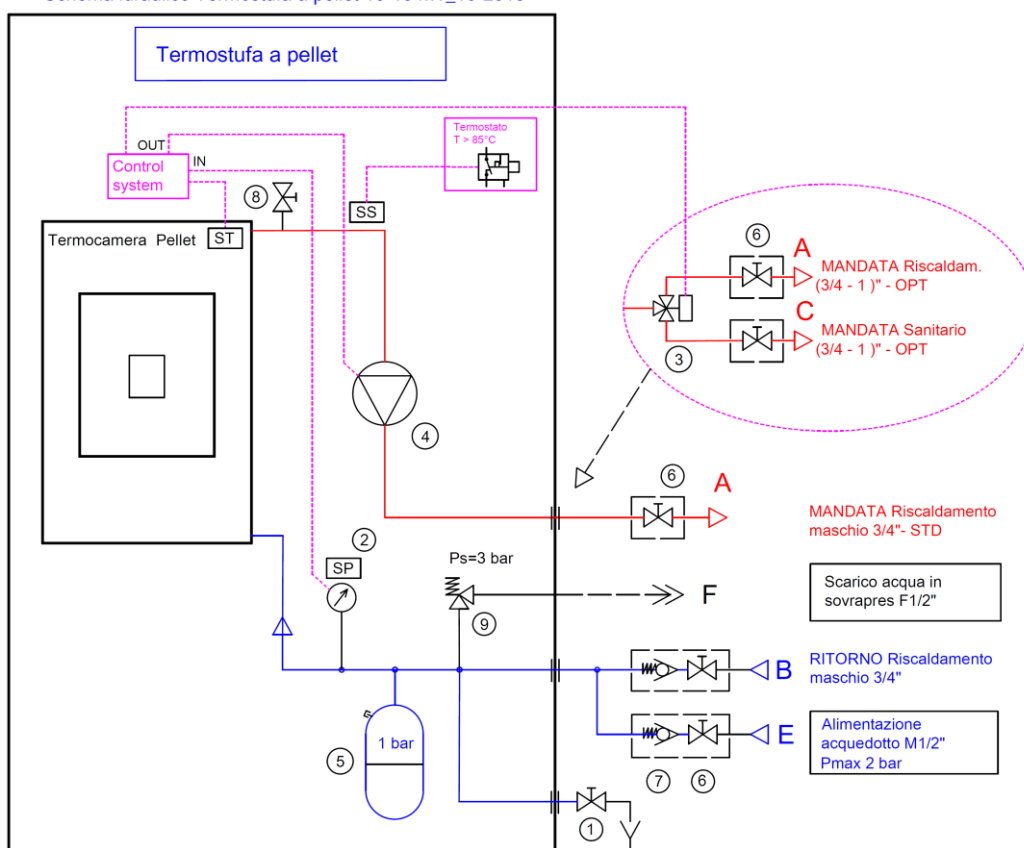 Termostufa a pellet
OUT
IN
Control
system
Termostato
T > 85°C
8
SS
Termocamera Pellet
ST
6
A
MANDATA Riscaldam.
(3/4 - 1 )" - OPT
C
MANDATA Sanitario
(3/4 - 1 )" - OPT
3
4
6
A
MANDATA Riscaldamento
maschio 3/4"- STD
2
SP
Ps=3 bar
9
F
Scarico acqua in
sovrapres F1/2"
B
RITORNO Riscaldamento
maschio 3/4"
1 bar
5
E
Alimentazione
acquedotto M1/2"
Pmax 2 bar
7
6
1